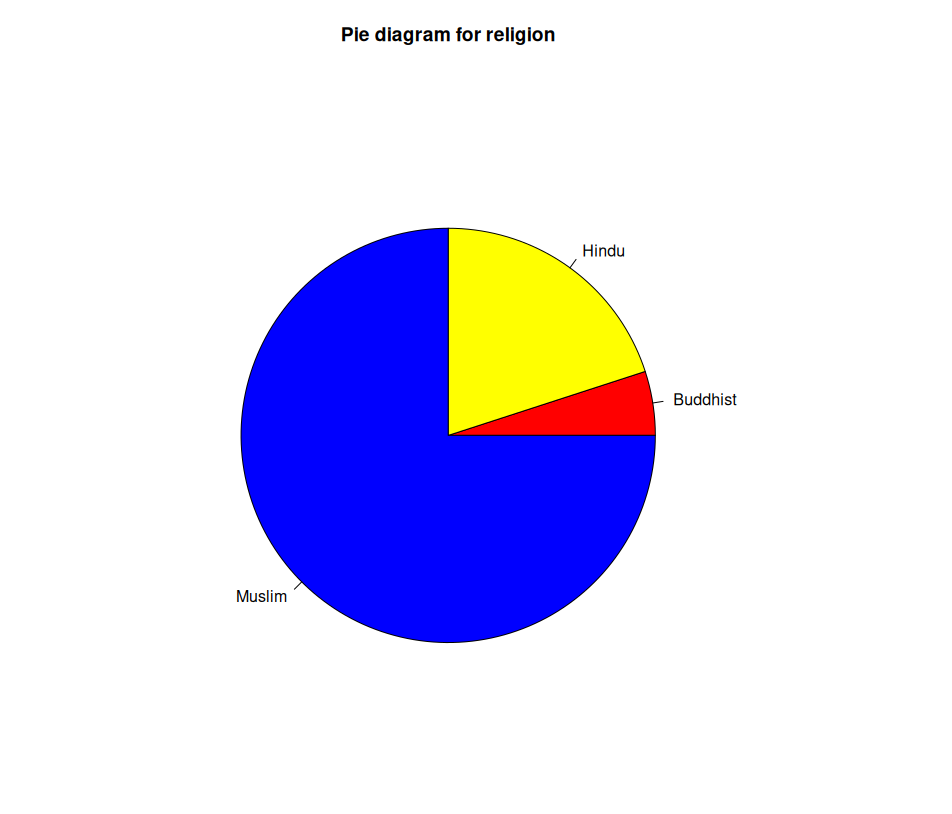 Pie diagram for religion
Hindu
Buddhist
Muslim